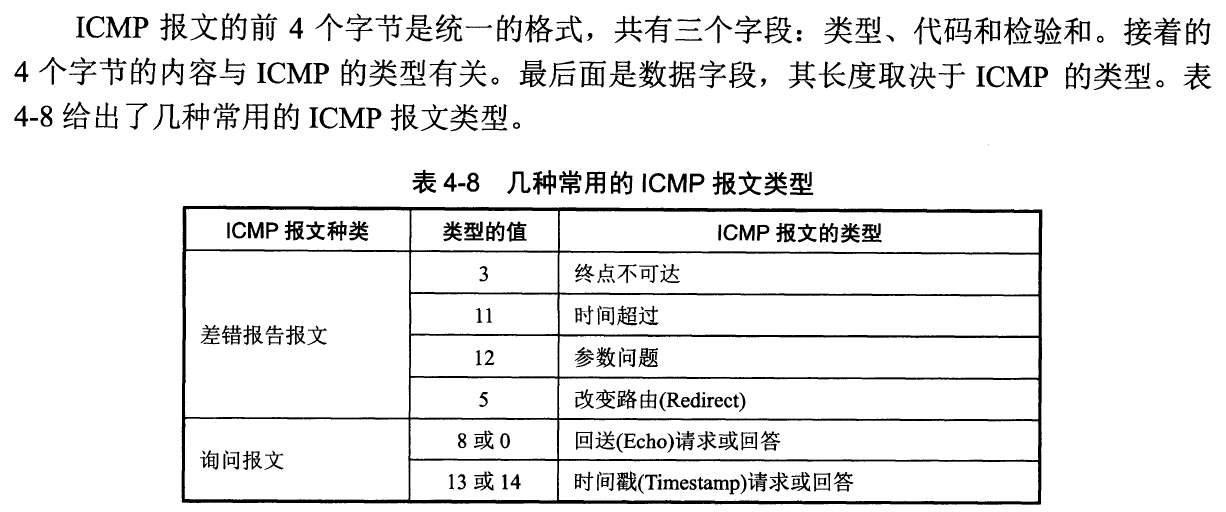 ICMP 报文的前 4 个字节是统一的格式，共有三个字段：类型、代码和检验和。接着的
4 个字节的内容与 ICMP 的类型有关。最后面是数据字段，其长度取决于 ICMP 的类型。表
4-8 给出了几种常用的 ICMP 报文类型。
表 4-8 几种常用的 ICMP 报文类型
ICMP 报文种类 类型的值 ICMP 报文的类型
差错报告报文
3 终点不可达
11 时间超过
12 参数问题
5 改变路由(Redirect)
询问报文
8 或 0 回送(Echo)请求或回答
13 或 14 时间戳(Timestamp)请求或回答